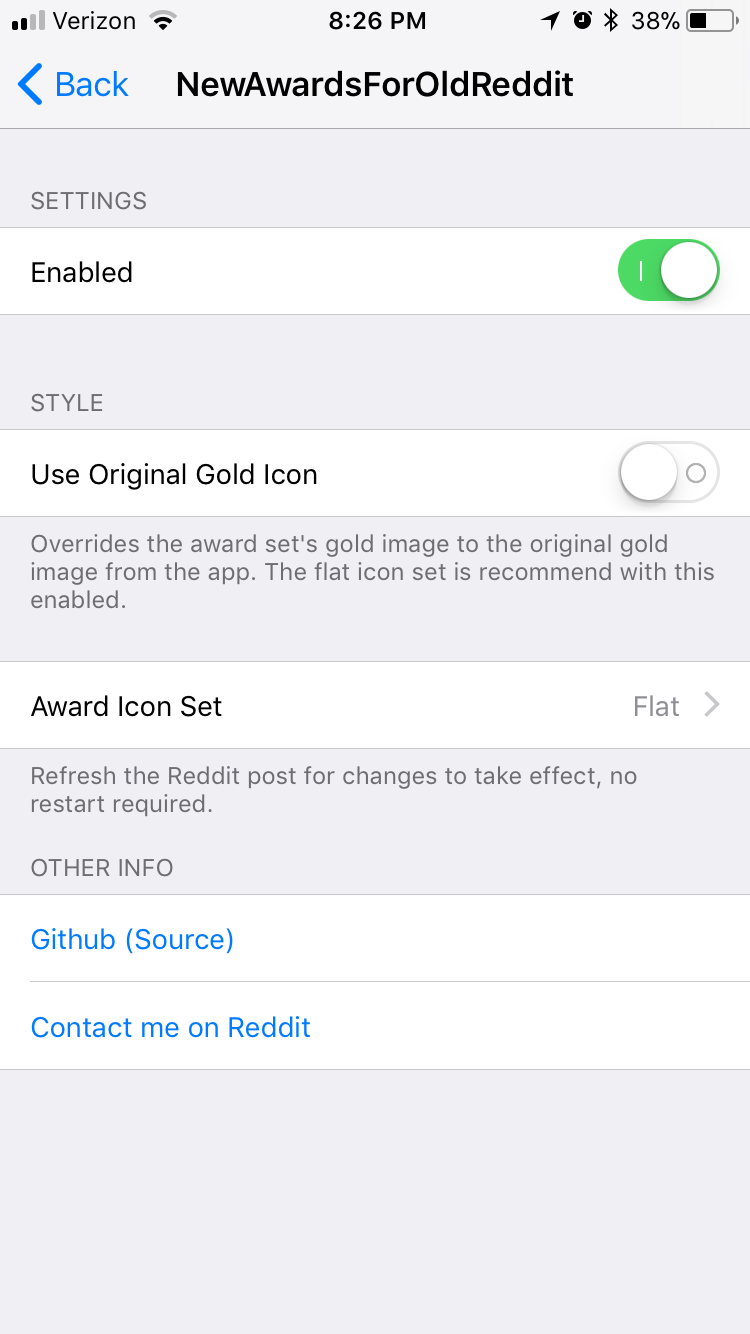 Verizon 8:26 PM 38%
Back NewAwardsForOldReddit
SETTINGS
Enabled
STYLE
Use Original Gold Icon
Overrides the award set's gold image to the original gold
image from the app. The flat icon set is recommend with this
enabled.
Award Icon Set Flat
Refresh the Reddit post for changes to take effect, no
restart required.
OTHER INFO
Github (Source)
Contact me on Reddit